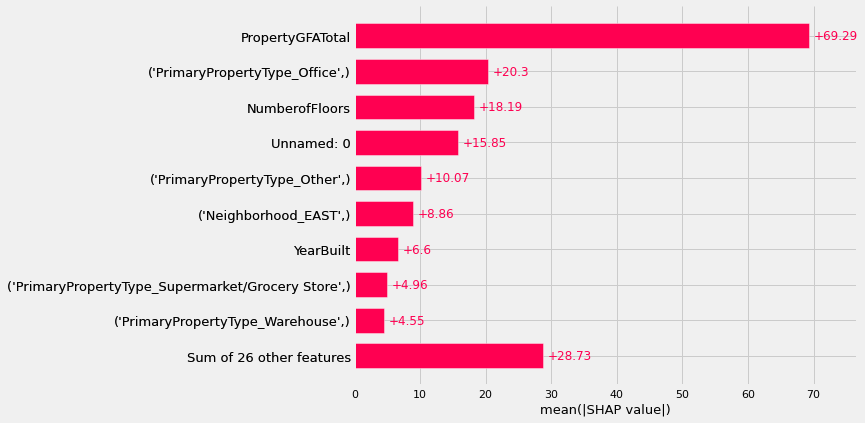 PropertyGFATotal +69.29
('PrimaryPropertyType_Office',) +20.3
NumberofFloors +18.19
Unnamed: 0 +15.85
('PrimaryPropertyType_Other',) +10.07
('Neighborhood_EAST',) +8.86
YearBuilt +6.6
('PrimaryPropertyType_Supermarket/Grocery Store',) +4.96
('PrimaryPropertyType_Warehouse',) +4.55
Sum of 26 other features +28.73
0 10 20 30 40 50 60 70
mean(|SHAP value|)